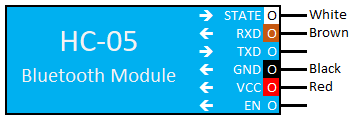 HC-05
Bluetooth Module
➔ STATE O White
← RXD O Brown
➔ TXD O
← GND O Black
← VCC O Red
← EN O